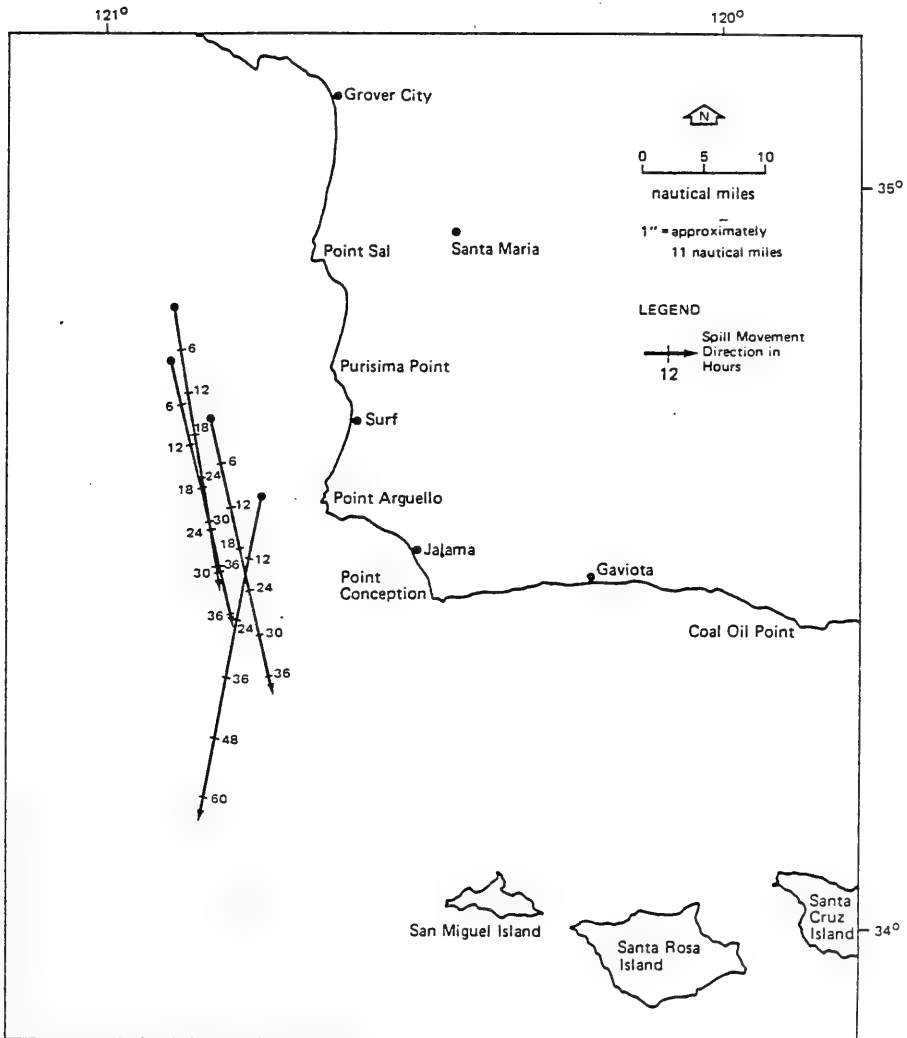 121°
120°
Grover City
N
0 5 10
nautical miles
35°
1" = approximately
11 nautical miles
Point Sal
Santa Maria
LEGEND
Spill Movement
Direction in
Hours
12
Purisima Point
Surf
Point Arguello
Jalama
Point
Conception
Gaviota
Coal Oil Point
6
12
18
24
30
36
6
12
18
24
30
36
6
12
18
24
30
36
12
24
36
48
60
San Miguel Island
Santa Rosa
Island
Santa
Cruz
Island
34°